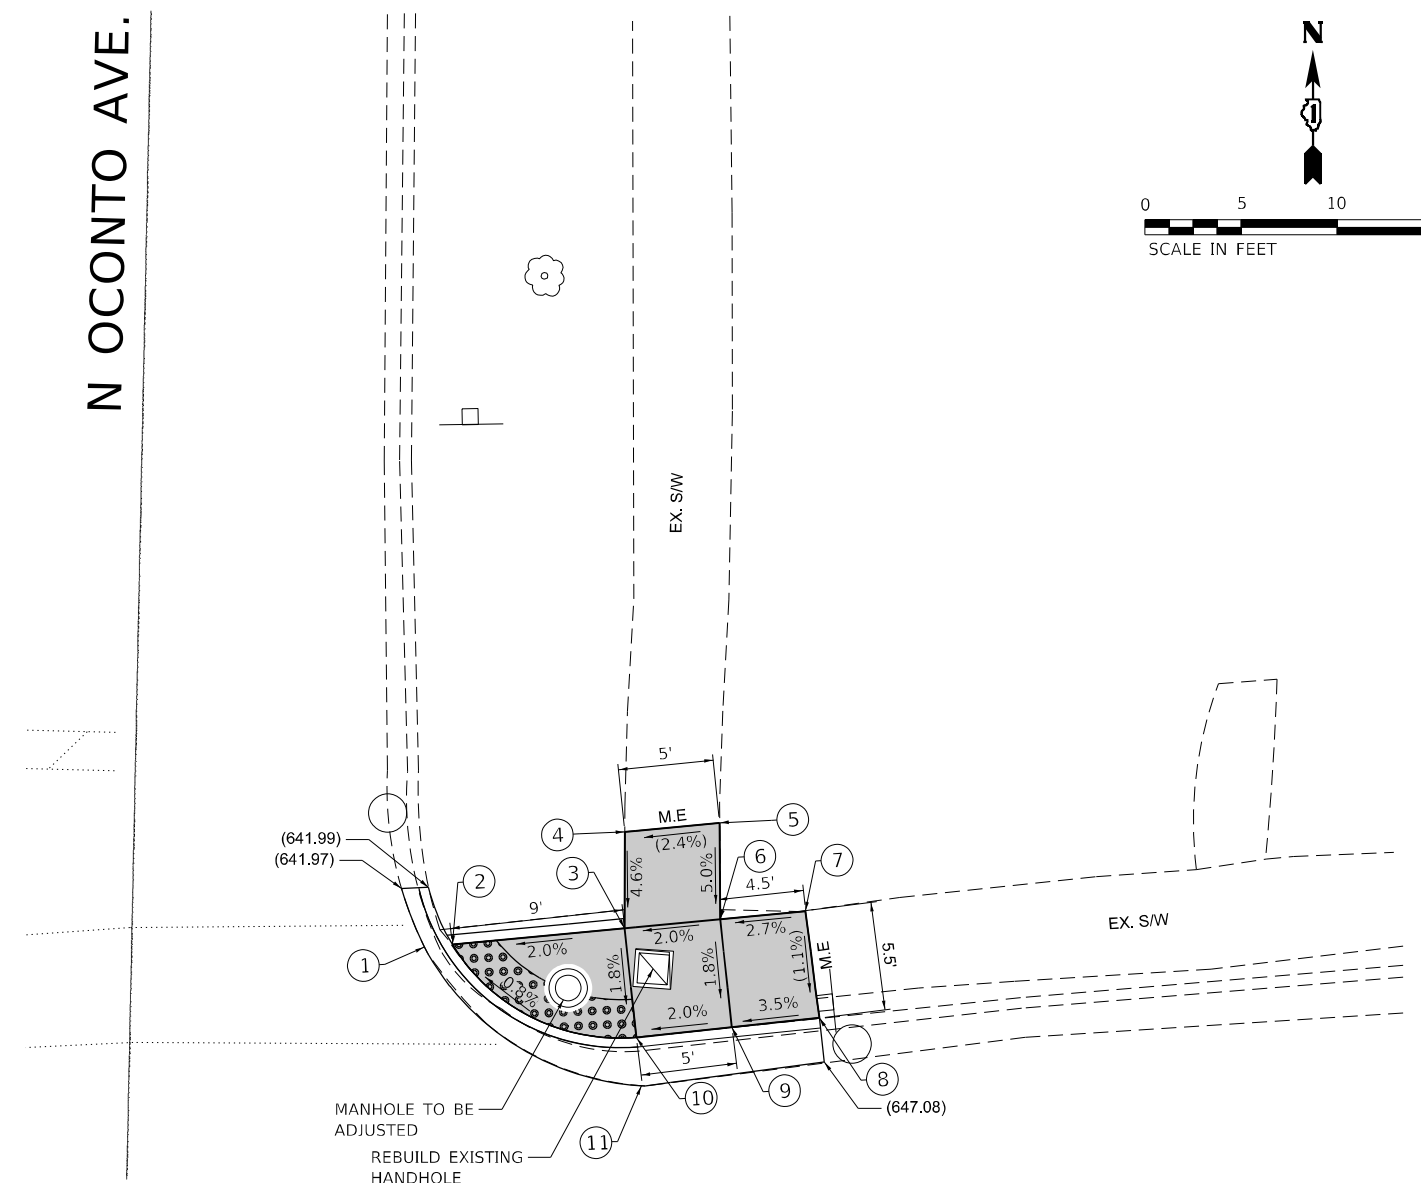 N OCONTO AVE.
N
1
0 5 10
SCALE IN FEET
EX. S/W
5'
M.E
(2.4%)
4
5
(641.99)
(641.97)
4.6%
5.0%
6
7
2
3
4.5'
9'
2.0%
2.0%
2.7%
EX. S/W
1
0.8%
1.8%
1.8%
(1.1%)
M.E
5.5'
2.0%
3.5%
5'
10
9
8
(647.08)
11
MANHOLE TO BE
ADJUSTED
REBUILD EXISTING
HANDHOLE